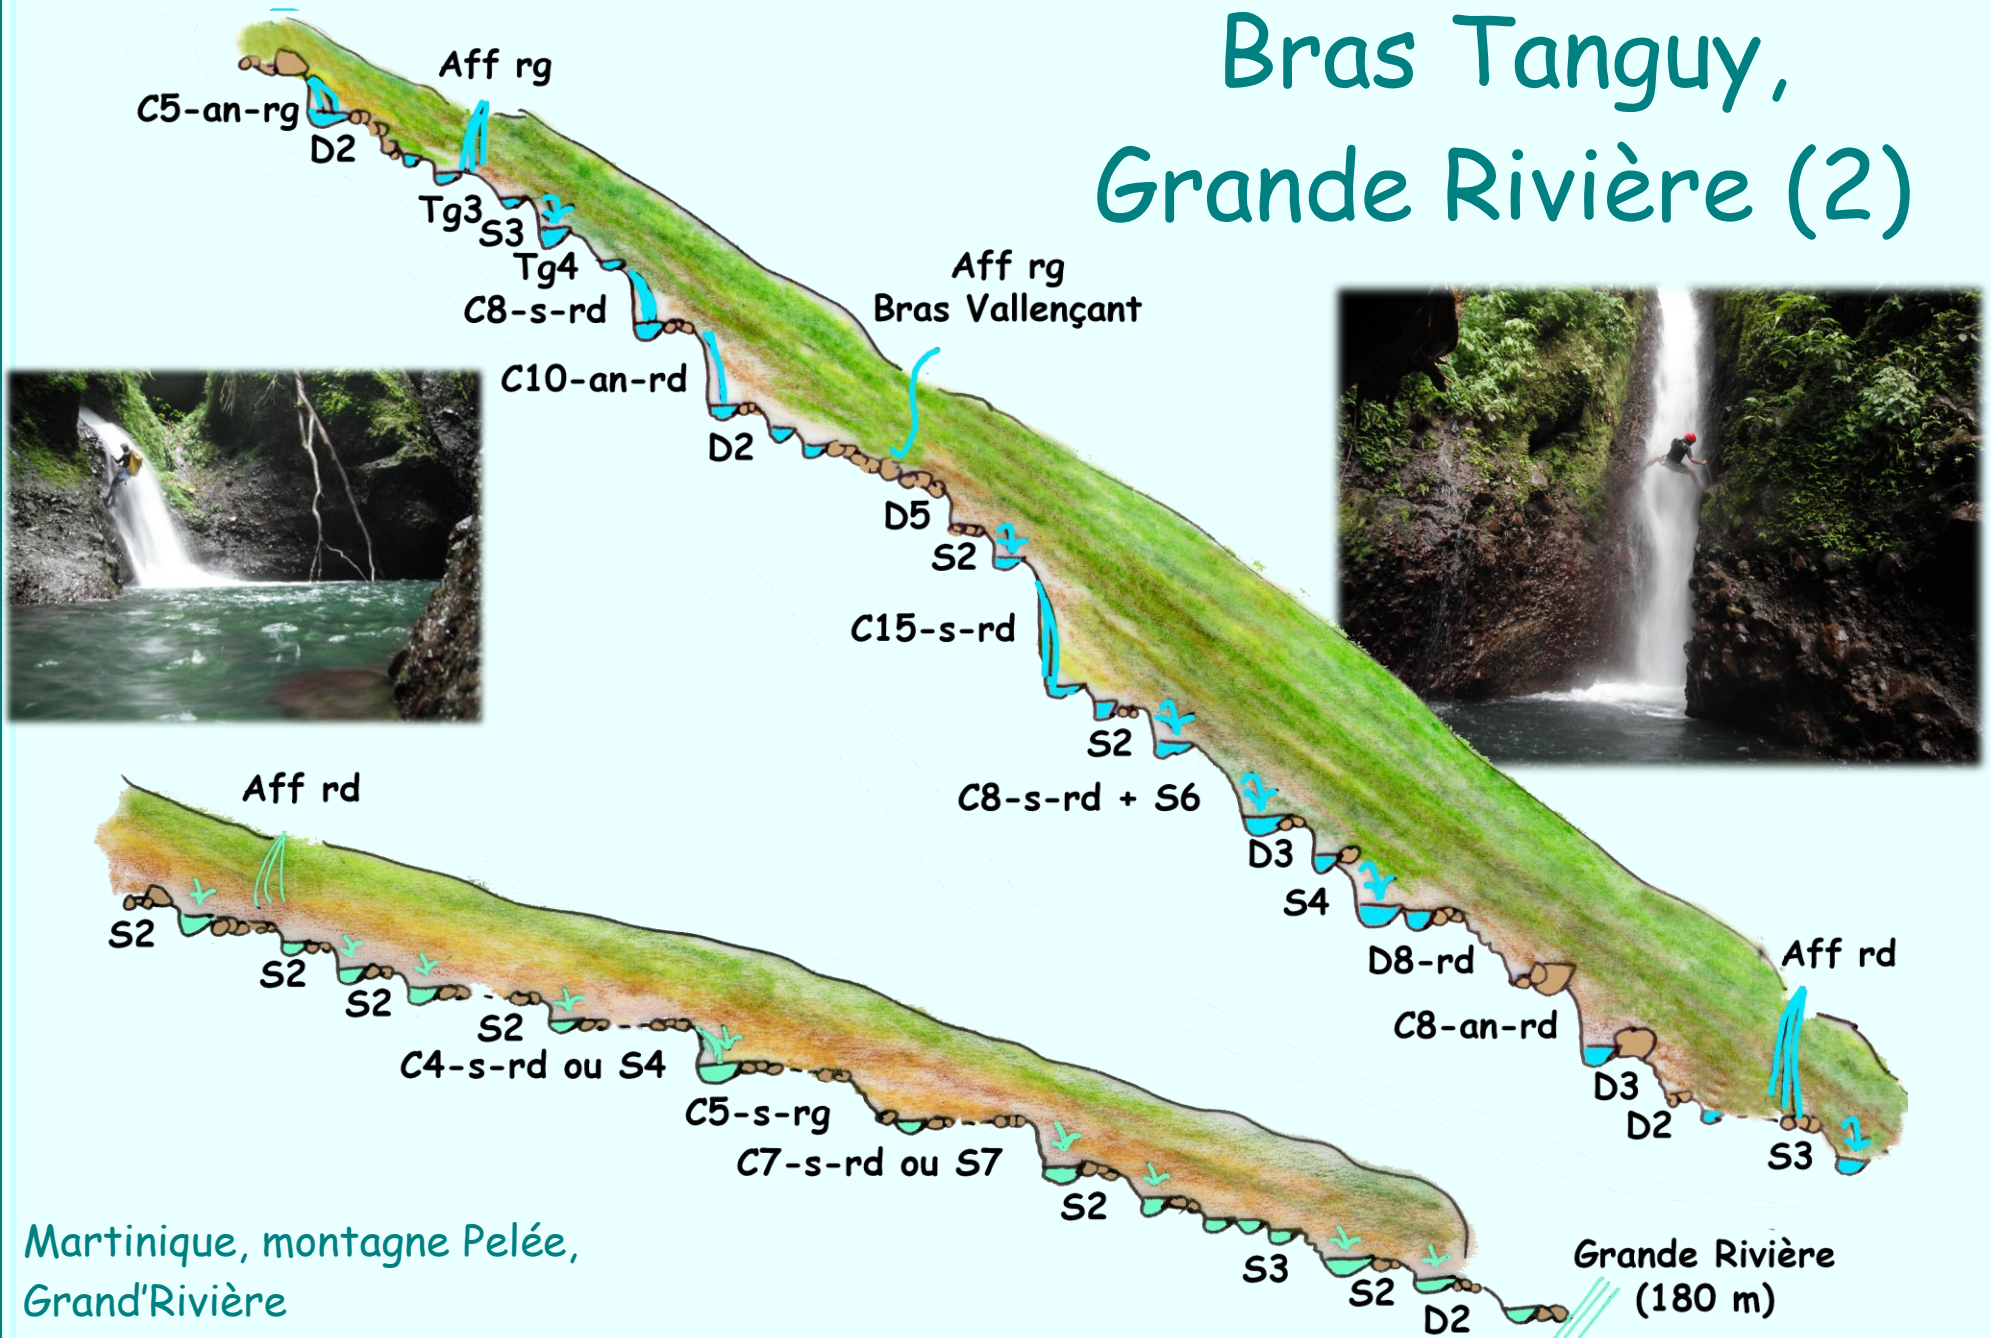 Bras Tanguy,
Grande Rivière (2)
Aff rg
C5-an-rg
D2
Tg3
S3
Tg4
C8-s-rd
C10-an-rd
D2
Aff rg
Bras Vallençant
D5
S2
C15-s-rd
S2
C8-s-rd + S6
D3
S4
D8-rd
C8-an-rd
Aff rd
D3
D2
S3
Aff rd
S2
S2
S2
S2
C4-s-rd ou S4
C5-s-rg
C7-s-rd ou S7
S2
S3
S2
D2
Grande Rivière
(180 m)
Martinique, montagne Pelée,
Grand'Rivière